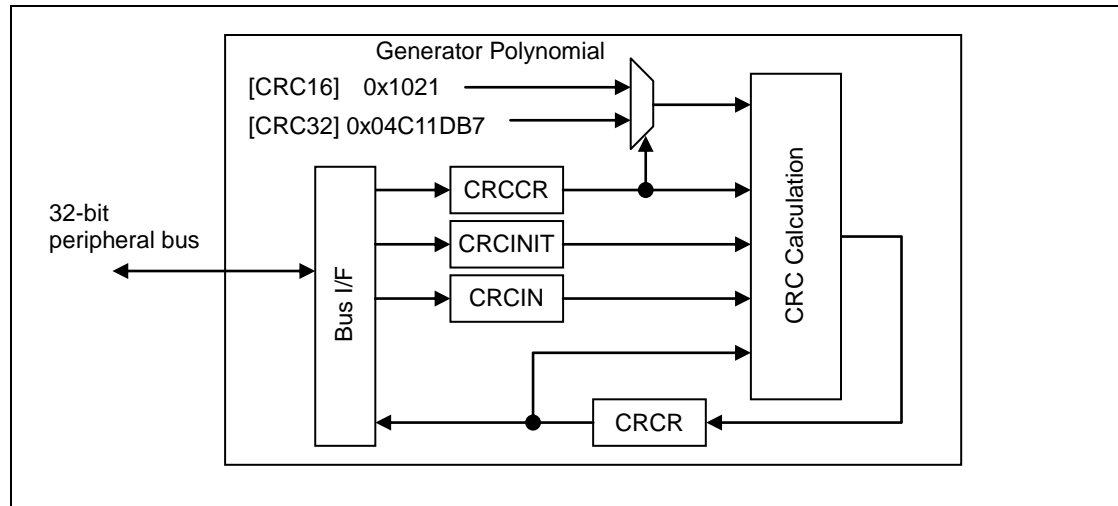 Generator Polynomial
[CRC16] 0x1021
[CRC32] 0x04C11DB7
32-bit
peripheral bus
Bus I/F
CRCCR
CRCINIT
CRCIN
CRC Calculation
CRCR